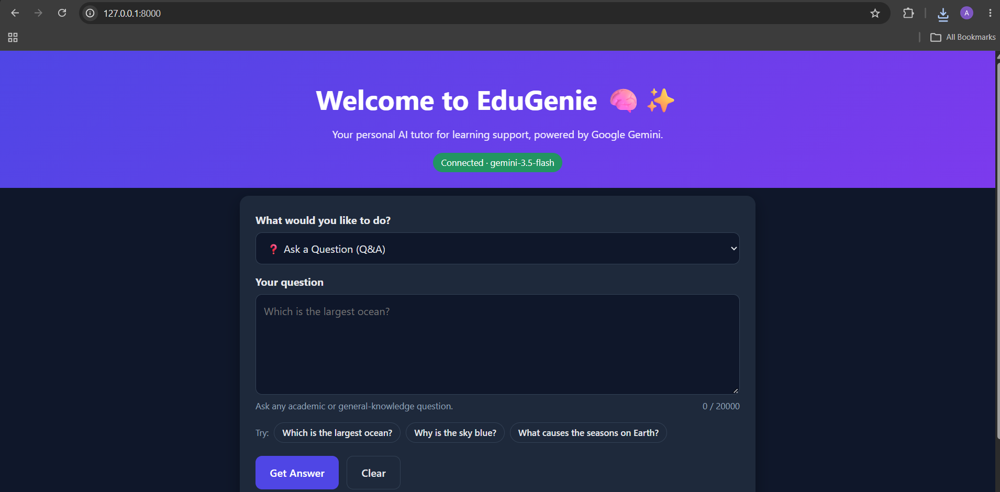 127.0.0.1:8000
A
All Bookmarks
Welcome to EduGenie 🧠 ✨
Your personal AI tutor for learning support, powered by Google Gemini.
Connected · gemini-3.5-flash
What would you like to do?
❓ Ask a Question (Q&A)
Your question
Which is the largest ocean?
Ask any academic or general-knowledge question.
0 / 20000
Try: Which is the largest ocean? Why is the sky blue? What causes the seasons on Earth?
Get Answer Clear